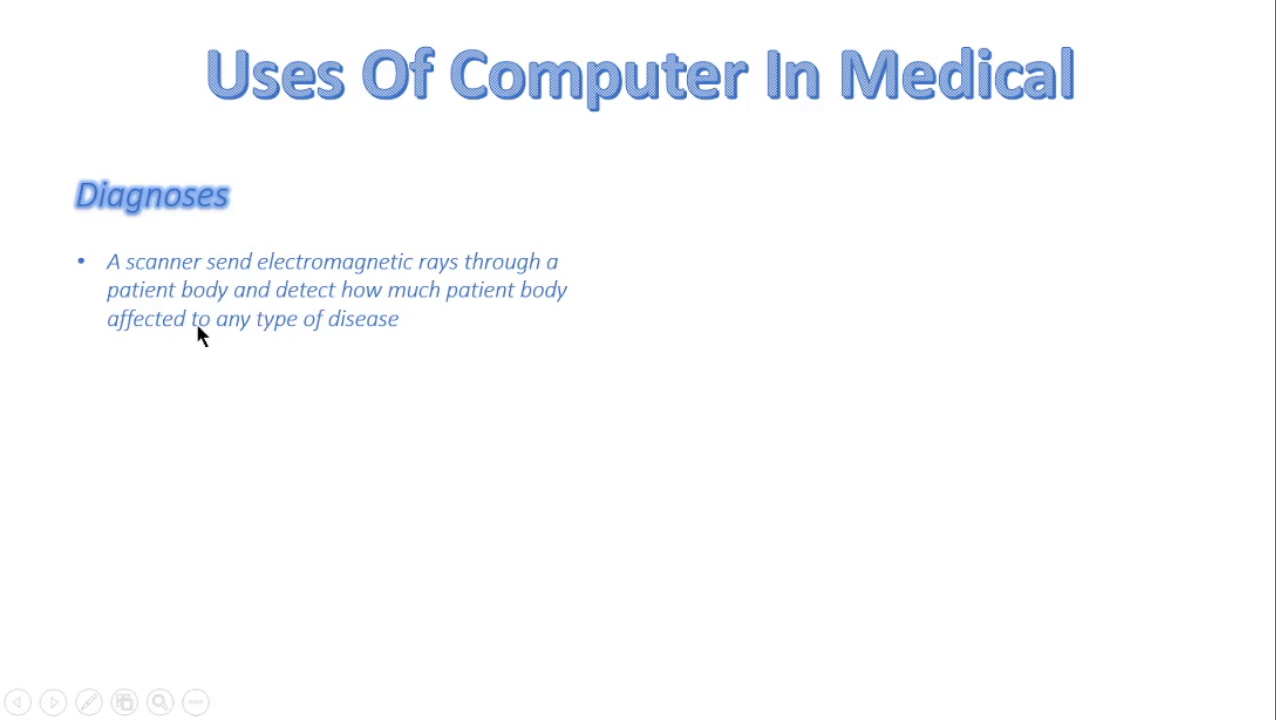 Uses Of Computer In Medical
Diagnoses
• A scanner send electromagnetic rays through a
patient body and detect how much patient body
affected to any type of disease